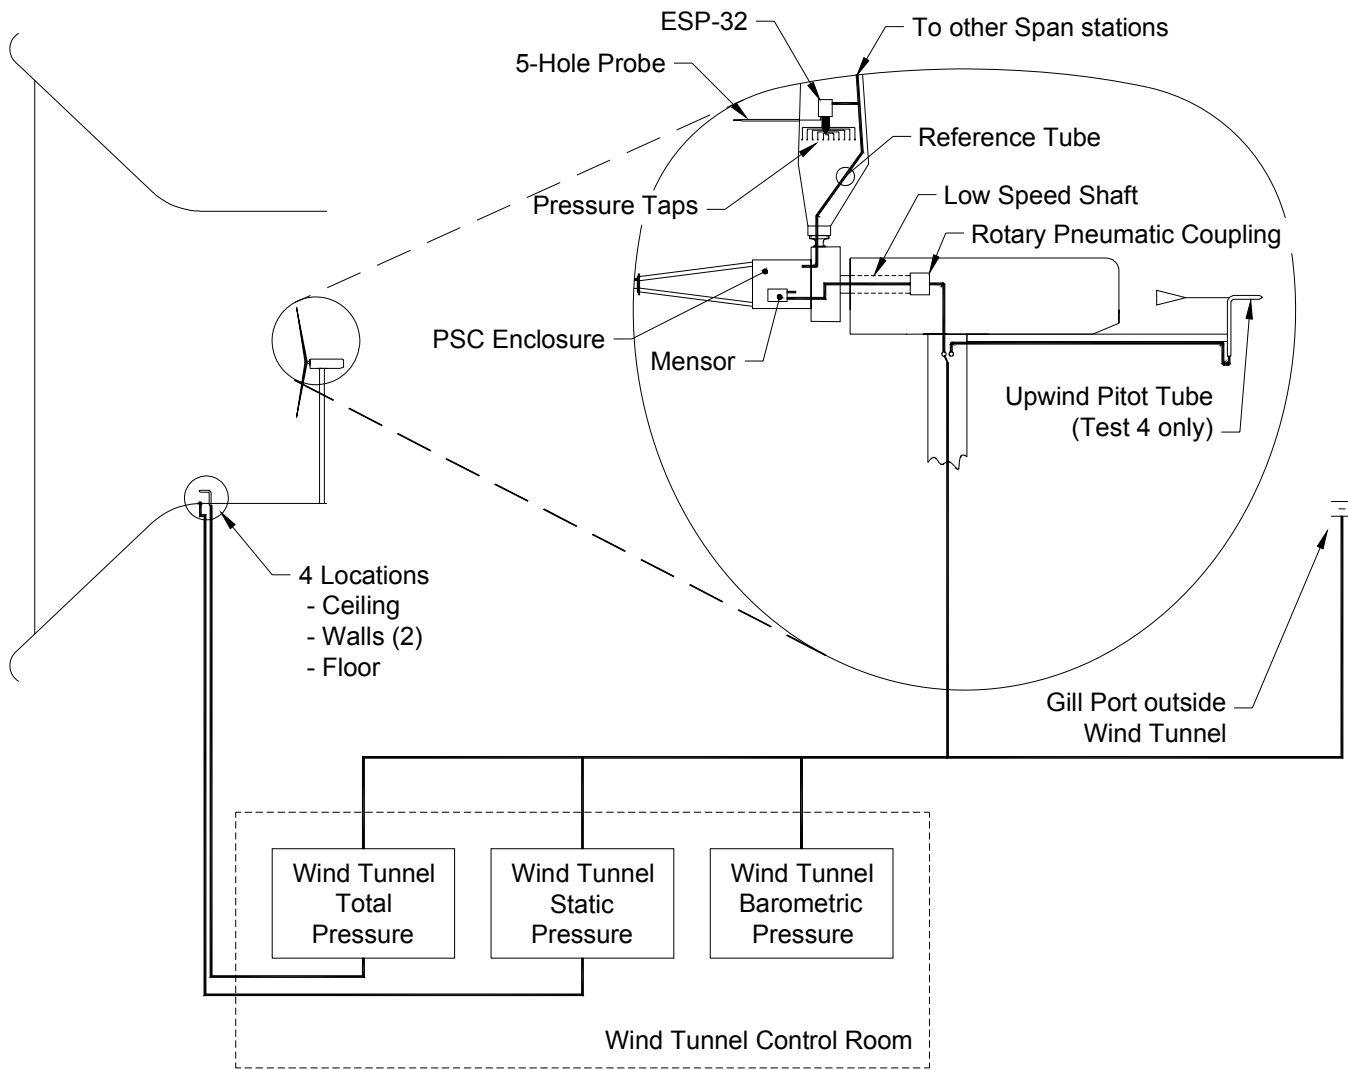 ESP-32
To other Span stations
5-Hole Probe
Reference Tube
Pressure Taps
Low Speed Shaft
Rotary Pneumatic Coupling
PSC Enclosure
Mensor
Upwind Pitot Tube
(Test 4 only)
4 Locations
- Ceiling
- Walls (2)
- Floor
Gill Port outside
Wind Tunnel
Wind Tunnel
Total
Pressure
Wind Tunnel
Static
Pressure
Wind Tunnel
Barometric
Pressure
Wind Tunnel Control Room